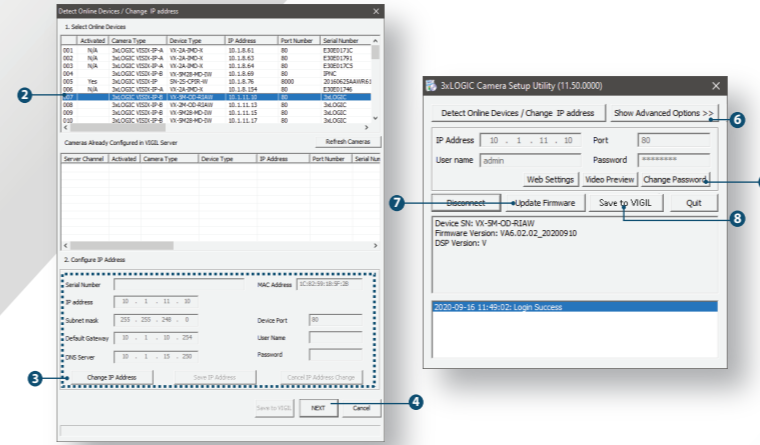 Detect Online Devices / Change IP address
1. Select Online Devices
Activated Camera Type Device Type IP Address Port Number Serial Number
001 N/A 3xLOGIC VISIX-IP-A VX-2A-IMD-X 10.1.8.61 80 E30E0171C
002 N/A 3xLOGIC VISIX-IP-A VX-2A-IMD-X 10.1.8.63 80 E30E01791
003 N/A 3xLOGIC VISIX-IP-A VX-2A-IMD-X 10.1.8.64 80 E30E017C5
004 3xLOGIC VISIX-IP-B VX-5M28-MD-IW 10.1.8.69 80 IPNC
005 Yes VISIX-IP SN-2S-CPIR-W 10.1.8.76 8000
006 N/A 3xLOGIC VISIX-IP-A VX-2A-IMD-X 10.1.8.154 80 E30E01746
007 3xLOGIC VISIX-IP-B VX-5M-OD-RIAW 10.1.11.10 80 3xLOGIC
008 3xLOGIC VISIX-IP-B VX-2M-OD-RIAW 10.1.11.13 80 3xLOGIC
009 3xLOGIC VISIX-IP-B VX-5M28-MD-IW 10.1.11.15 80 3xLOGIC
010 3xLOGIC VISIX-IP-B VX-5M20-MD-IW 10.1.11.17 80 3xLOGIC
2
Cameras Already Configured in VIGIL Server Refresh Cameras
Server Channel Activated Camera Type Device Type IP Address Port Number Serial Num
2. Configure IP Address
Serial Number MAC Address
IP address 10 . 1 . 11 . 10
Subnet mask 255 . 255 . 248 . 0 Device Port 80
Default Gateway 10 . 1 . 10 . 254 User Name
DNS Server 10 . 1 . 15 . 250 Password
3 Change IP Address Save IP Address Cancel IP Address Change
Save to VIGIL NEXT Cancel 4
3xLOGIC Camera Setup Utility (11.50.0000)
Detect Online Devices / Change IP address Show Advanced Options >>
6
IP Address 10 . 1 . 11 . 10 Port 80
User name admin Password ********
Web Settings Video Preview Change Password
7 Disconnect Update Firmware Save to VIGIL Quit
8
Device SN: VX-5M-OD-RIAW
Firmware Version: VA6.02.02_20200910
DSP Version: V
2020-09-16 11:49:02: Login Success